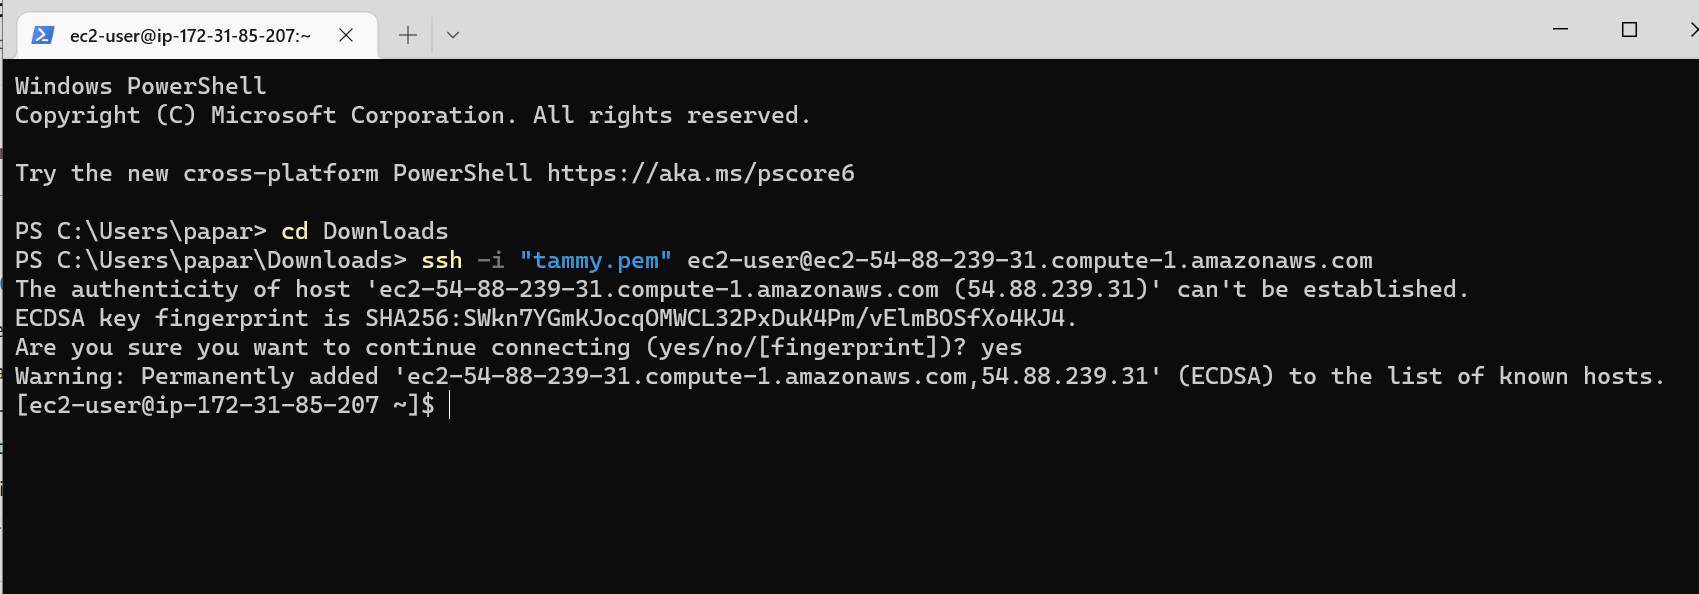 ec2-user@ip-172-31-85-207:~
Windows PowerShell
Copyright (C) Microsoft Corporation. All rights reserved.
Try the new cross-platform PowerShell https://aka.ms/pscore6
PS C:\Users\papar> cd Downloads
PS C:\Users\papar\Downloads> ssh -i "tammy.pem" ec2-user@ec2-54-88-239-31.compute-1.amazonaws.com
The authenticity of host 'ec2-54-88-239-31.compute-1.amazonaws.com (54.88.239.31)' can't be established.
ECDSA key fingerprint is SHA256:SWkn7YGmKJocqOMWCL32PxDuK4Pm/vElmBOSfXo4KJ4.
Are you sure you want to continue connecting (yes/no/[fingerprint])? yes
Warning: Permanently added 'ec2-54-88-239-31.compute-1.amazonaws.com,54.88.239.31' (ECDSA) to the list of known hosts.
[ec2-user@ip-172-31-85-207 ~]$